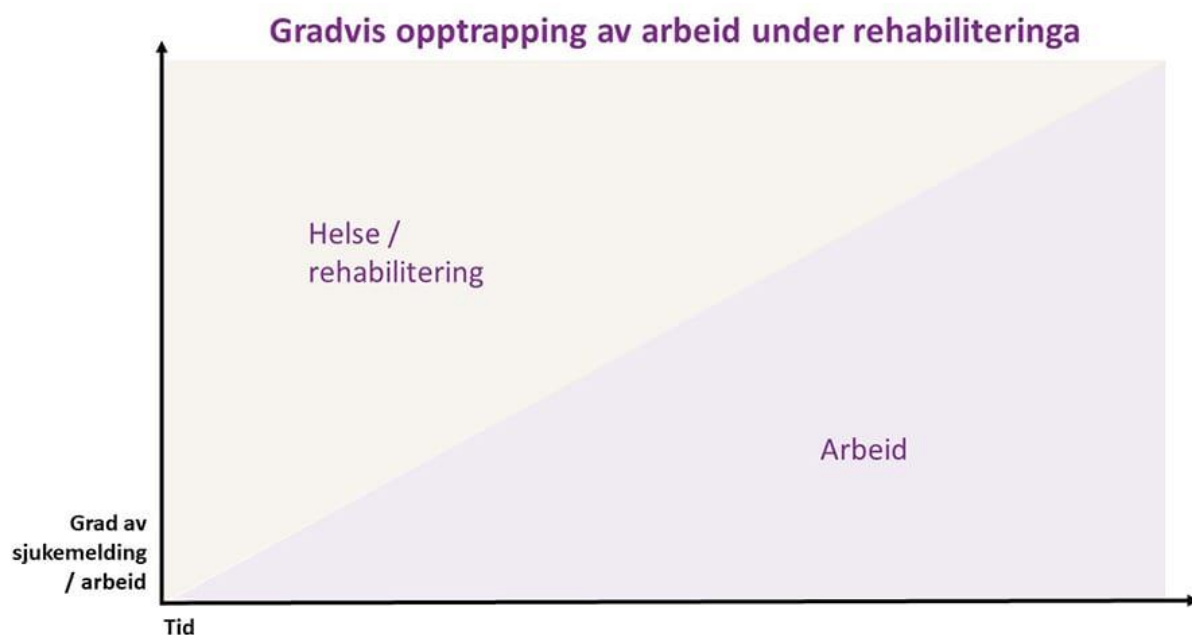 Gradvis opptrapping av arbeid under rehabiliteringa
Helse /
rehabilitering
Arbeid
Grad av
sjukemelding
/ arbeid
Tid